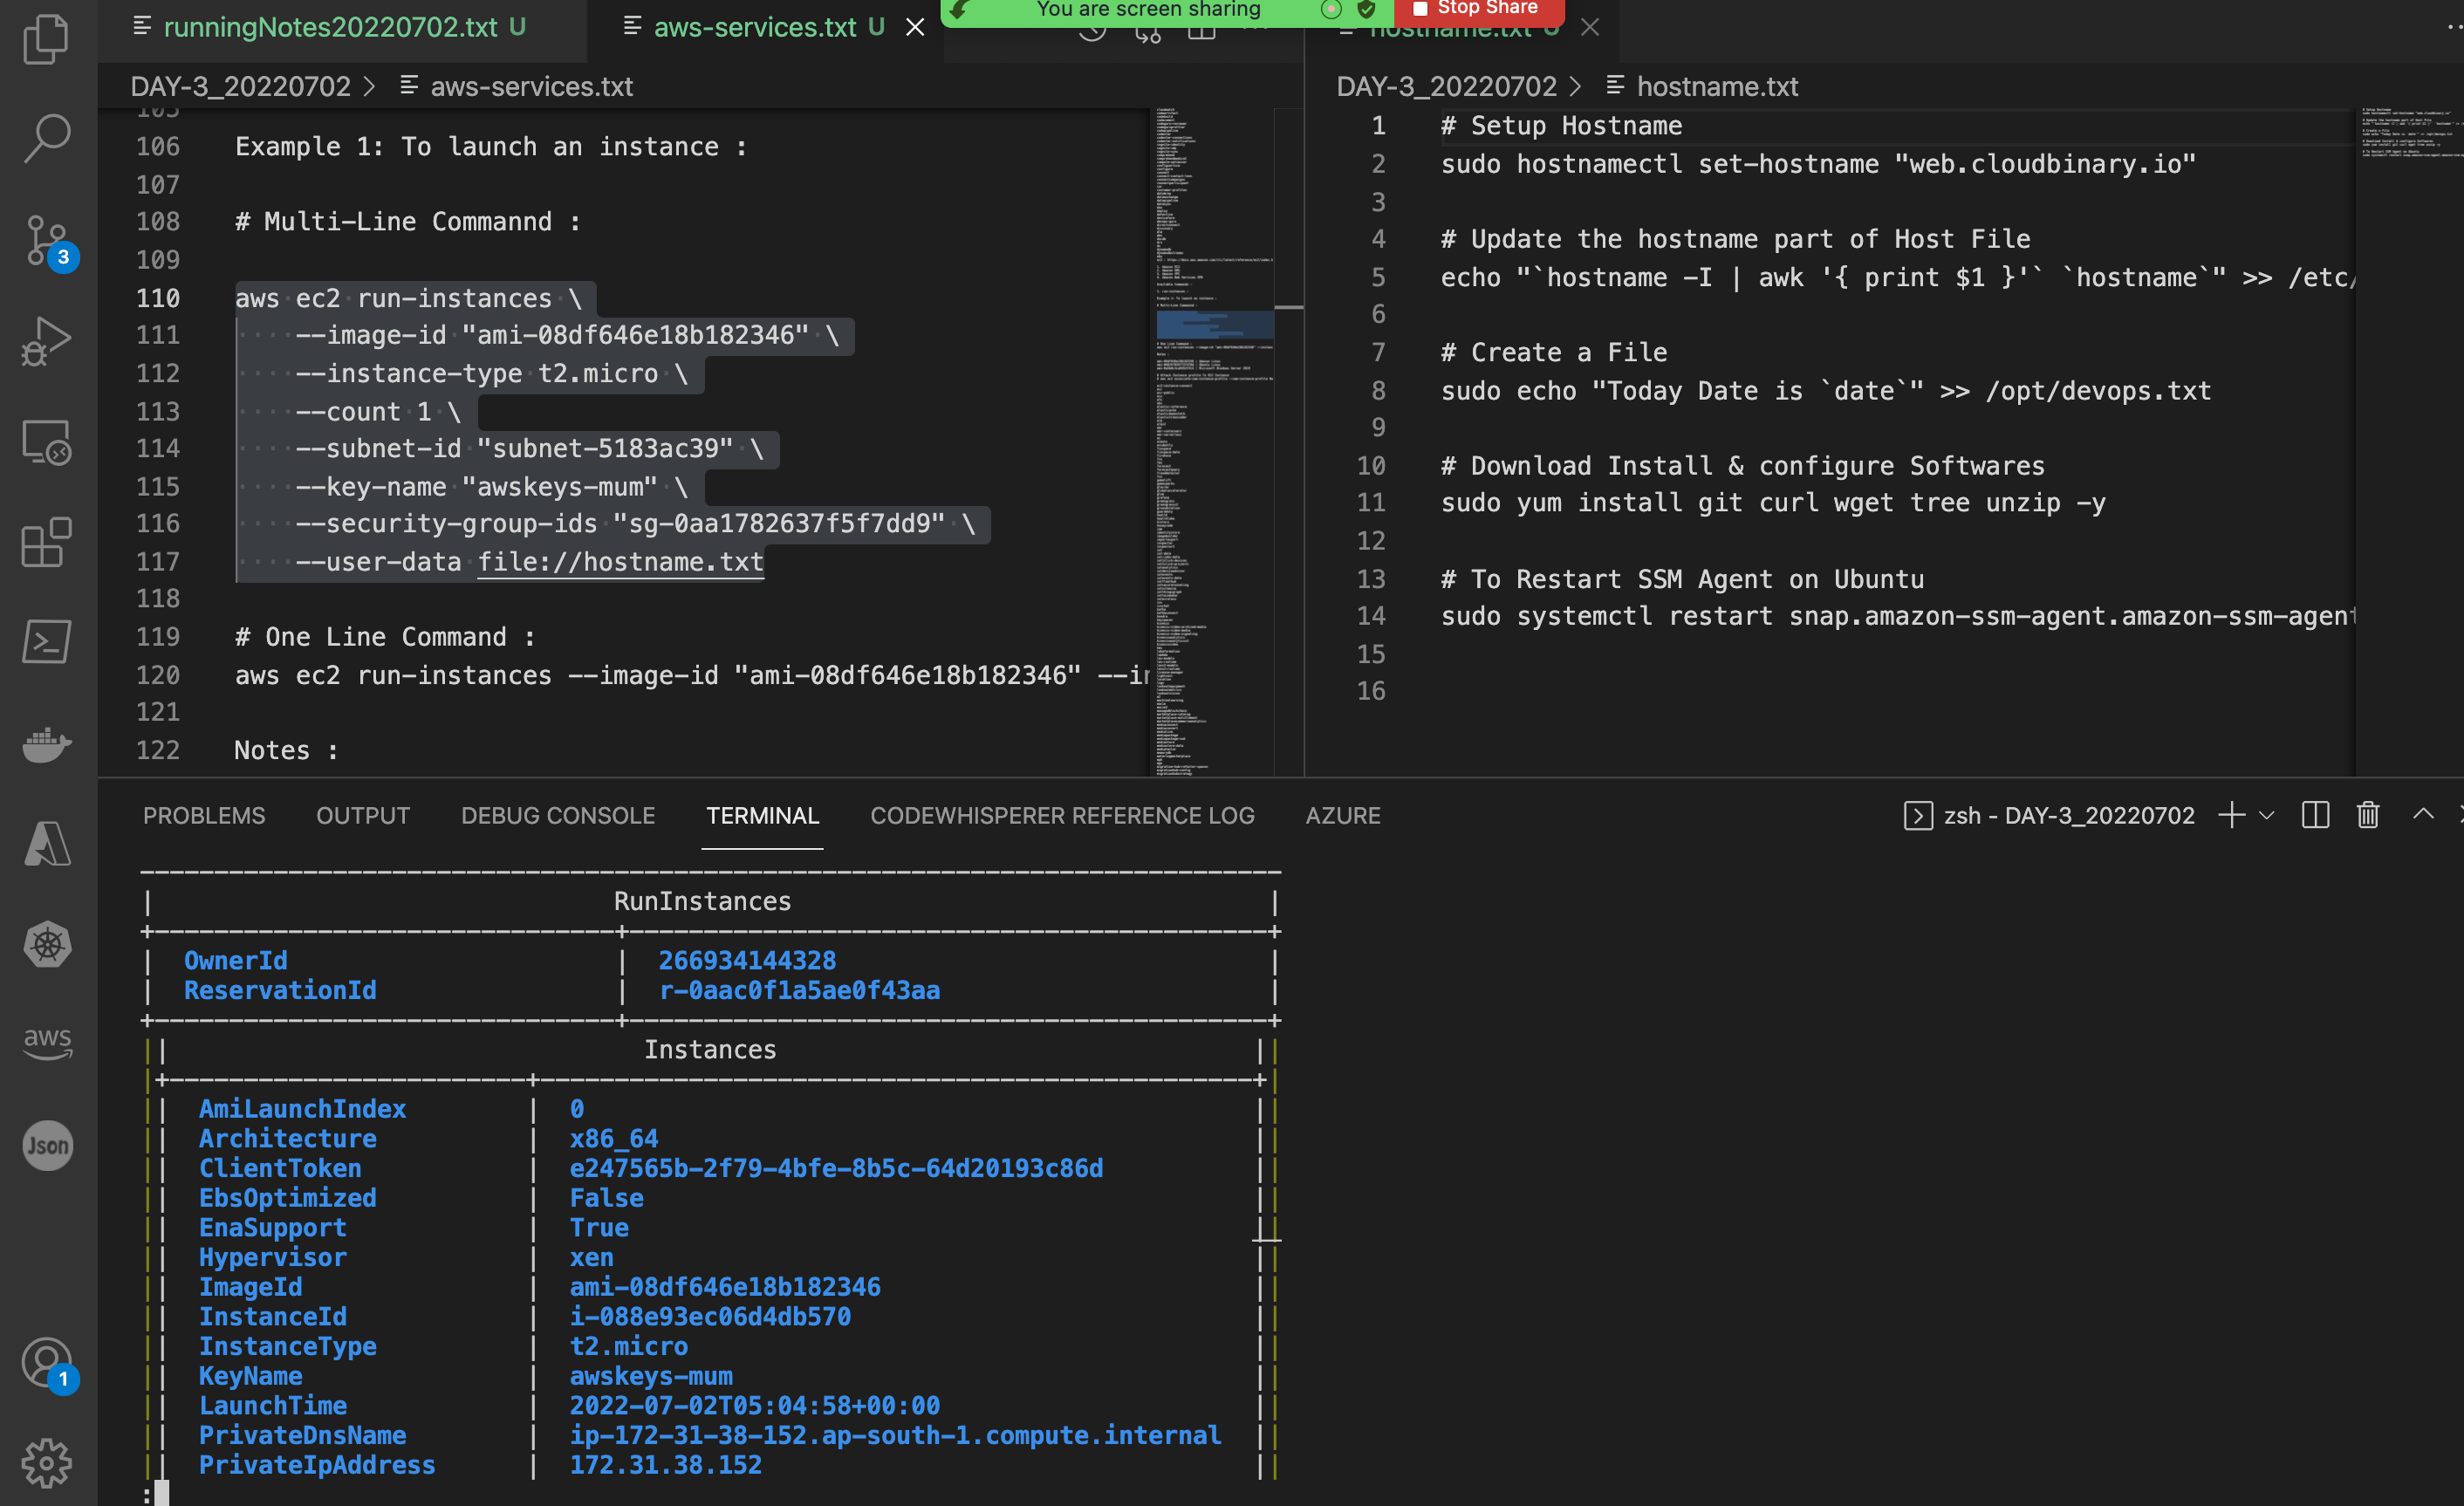 You are screen sharing
Stop Share
runningNotes20220702.txt U
aws-services.txt U
hostname.txt U
DAY-3_20220702 > aws-services.txt
DAY-3_20220702 > hostname.txt
105
106 Example 1: To launch an instance :
107
108 # Multi-Line Commannd :
109
110 aws ec2 run-instances \
111 --image-id "ami-08df646e18b182346" \
112 --instance-type t2.micro \
113 --count 1 \
114 --subnet-id "subnet-5183ac39" \
115 --key-name "awskeys-mum" \
116 --security-group-ids "sg-0aa1782637f5f7dd9" \
117 --user-data file://hostname.txt
118
119 # One Line Command :
120 aws ec2 run-instances --image-id "ami-08df646e18b182346" --in
121
122 Notes :
1 # Setup Hostname
2 sudo hostnamectl set-hostname "web.cloudbinary.io"
3
4 # Update the hostname part of Host File
5 echo "`hostname -I | awk '{ print $1 }'` `hostname`" >> /etc/
6
7 # Create a File
8 sudo echo "Today Date is `date`" >> /opt/devops.txt
9
10 # Download Install & configure Softwares
11 sudo yum install git curl wget tree unzip -y
12
13 # To Restart SSM Agent on Ubuntu
14 sudo systemctl restart snap.amazon-ssm-agent.amazon-ssm-agent
15
16
3
aws
Json
1
PROBLEMS OUTPUT DEBUG CONSOLE TERMINAL CODEWHISPERER REFERENCE LOG AZURE
zsh - DAY-3_20220702
RunInstances
OwnerId | 266934144328
ReservationId | r-0aac0f1a5ae0f43aa
Instances
AmiLaunchIndex | 0
Architecture | x86_64
ClientToken | e247565b-2f79-4bfe-8b5c-64d20193c86d
EbsOptimized | False
EnaSupport | True
Hypervisor | xen
ImageId | ami-08df646e18b182346
InstanceId | i-088e93ec06d4db570
InstanceType | t2.micro
KeyName | awskeys-mum
LaunchTime | 2022-07-02T05:04:58+00:00
PrivateDnsName | ip-172-31-38-152.ap-south-1.compute.internal
PrivateIpAddress | 172.31.38.152
: